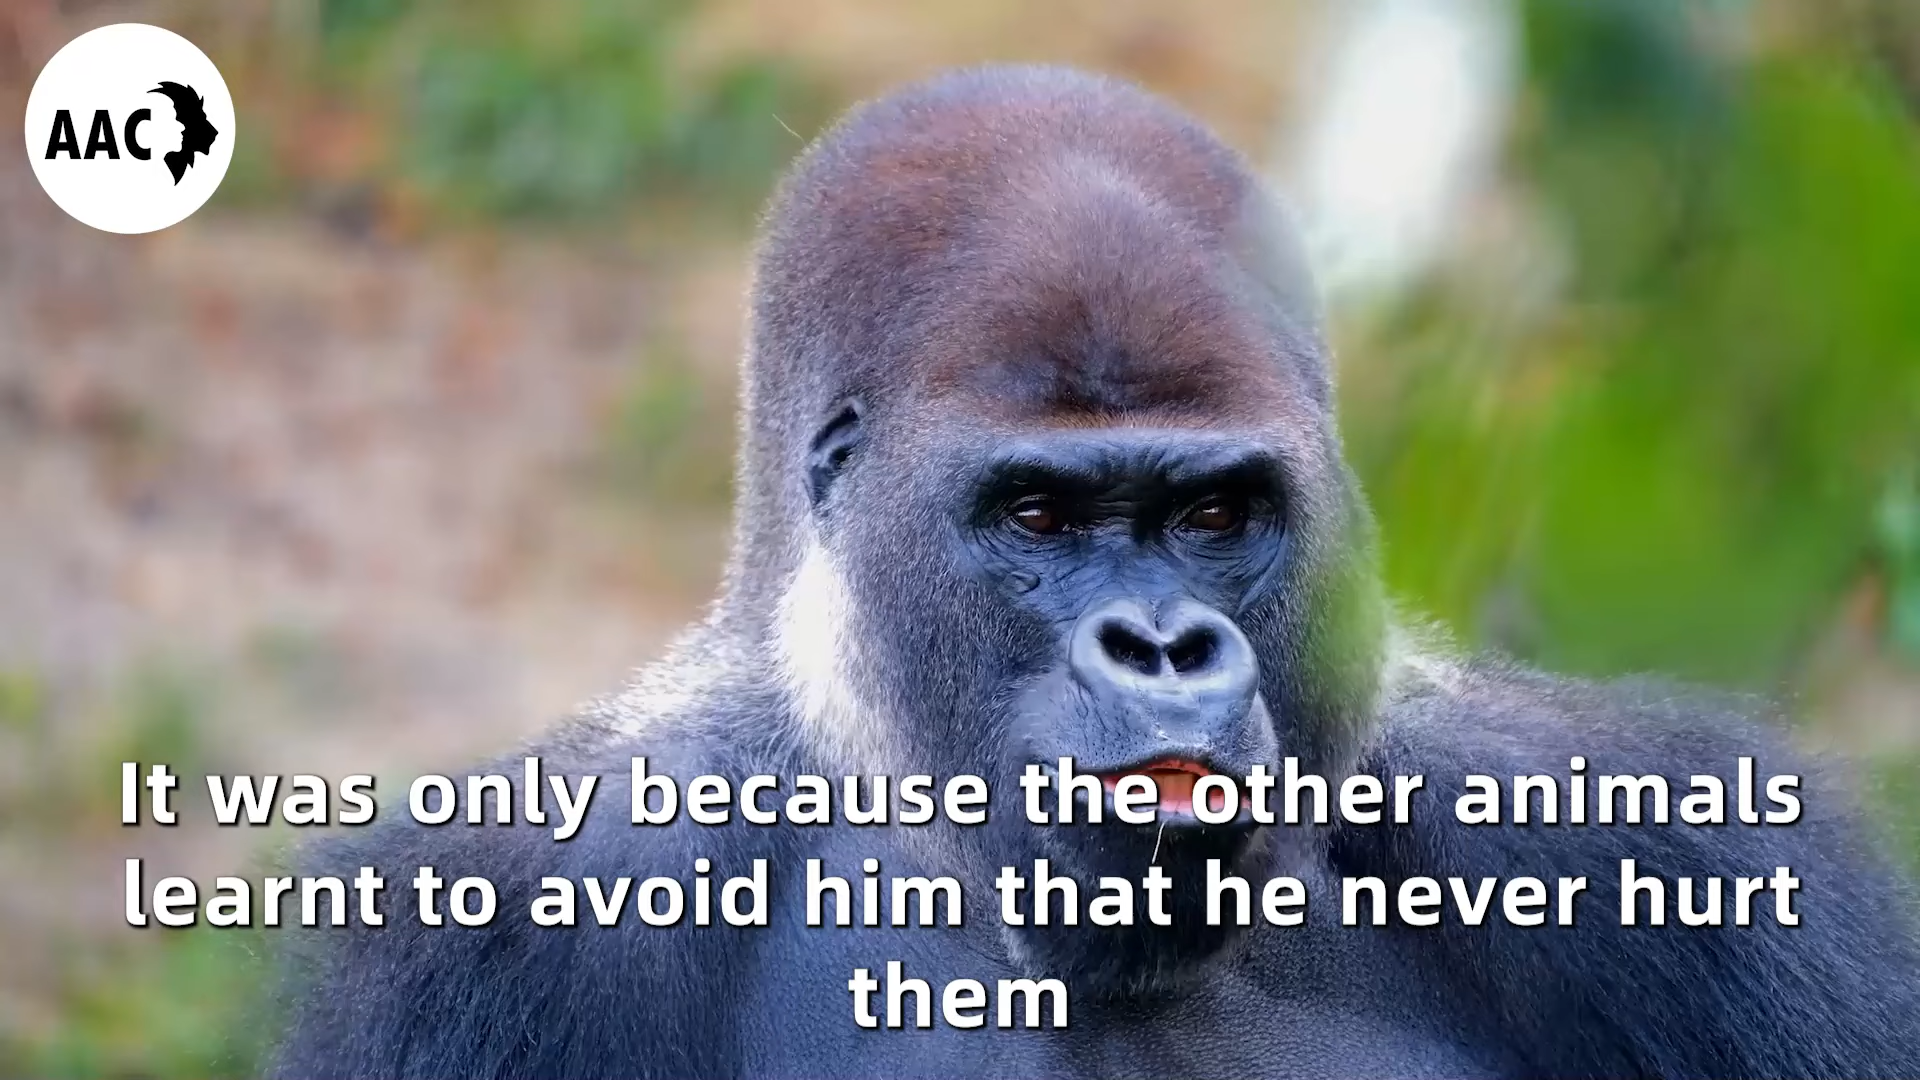 AAC
It was only because the other animals
learnt to avoid him that he never hurt
them